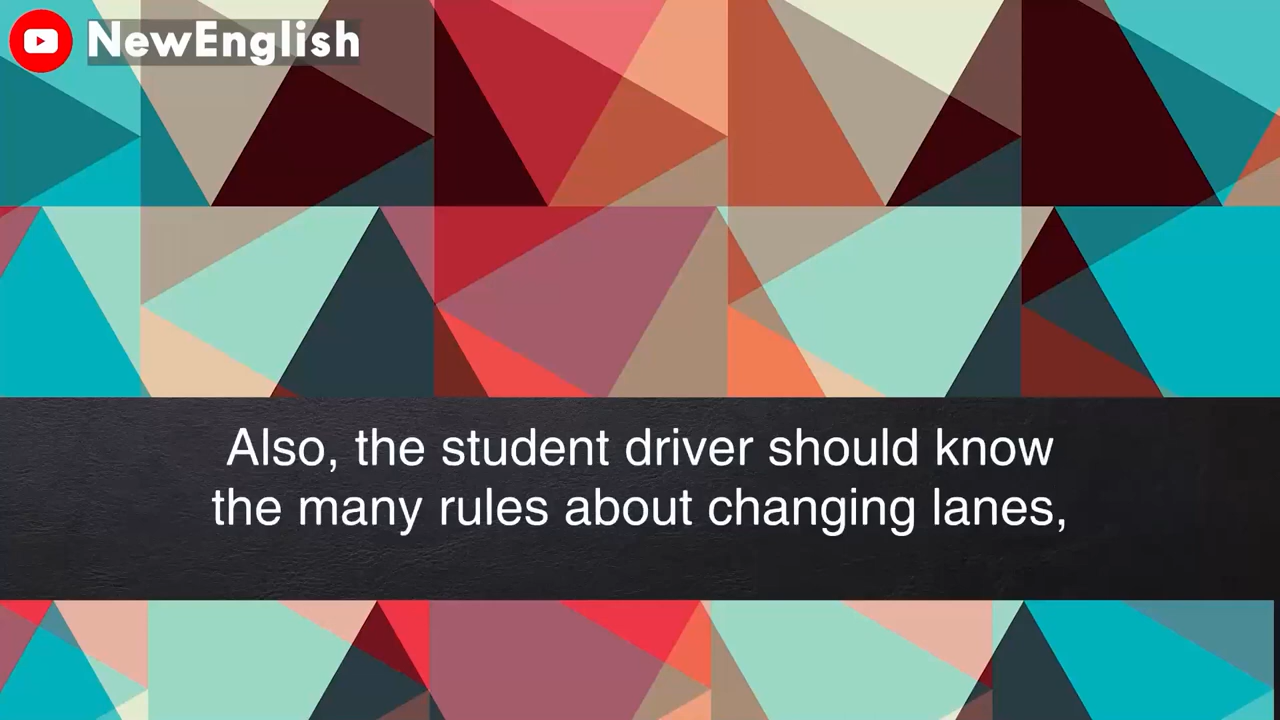 NewEnglish
Also, the student driver should know
the many rules about changing lanes,